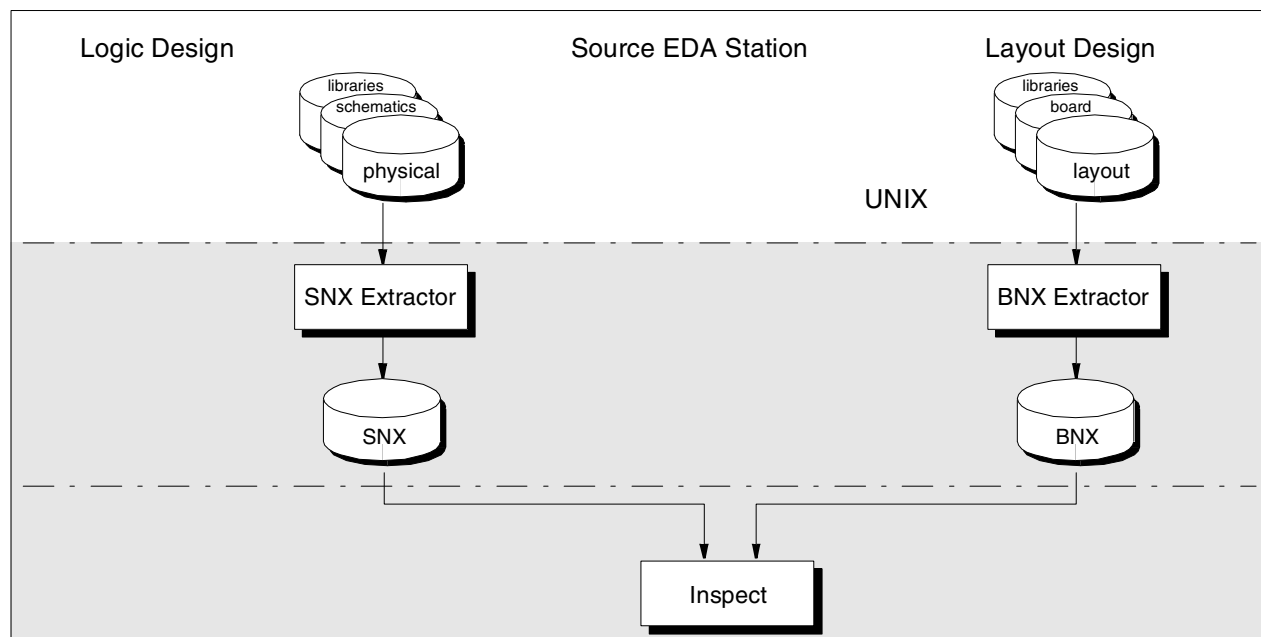 Logic Design
Source EDA Station
Layout Design
libraries
schematics
physical
libraries
board
layout
UNIX
SNX Extractor
BNX Extractor
SNX
BNX
Inspect